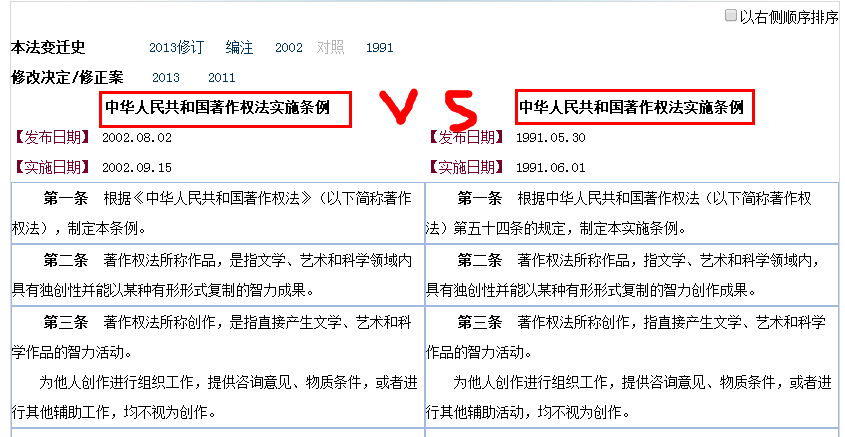 以右侧顺序排序
本法变迁史 2013修订 编注 2002 对照 1991
修改决定/修正案 2013 2011
中华人民共和国著作权法实施条例 VS 中华人民共和国著作权法实施条例
【发布日期】 2002.08.02 【发布日期】 1991.05.30
【实施日期】 2002.09.15 【实施日期】 1991.06.01
第一条 根据《中华人民共和国著作权法》（以下简称著作
权法），制定本条例。
第一条 根据中华人民共和国著作权法（以下简称著作权
法）第五十四条的规定，制定本实施条例。
第二条 著作权法所称作品，是指文学、艺术和科学领域内
具有独创性并能以某种有形形式复制的智力成果。
第二条 著作权法所称作品，指文学、艺术和科学领域内，
具有独创性并能以某种有形形式复制的智力创作成果。
第三条 著作权法所称创作，是指直接产生文学、艺术和科
学作品的智力活动。
为他人创作进行组织工作，提供咨询意见、物质条件，或者进
行其他辅助工作，均不视为创作。
第三条 著作权法所称创作，指直接产生文学、艺术和科学
作品的智力活动。
为他人创作进行组织工作，提供咨询意见、物质条件，或者进
行其他辅助活动，均不视为创作。